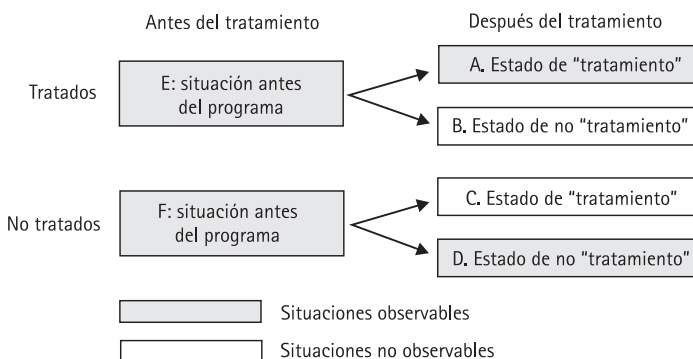 Antes del tratamiento
Después del tratamiento
Tratados
E: situación antes
del programa
A. Estado de “tratamiento”
B. Estado de no “tratamiento”
No tratados
F: situación antes
del programa
C. Estado de “tratamiento”
D. Estado de no “tratamiento”
Situaciones observables
Situaciones no observables